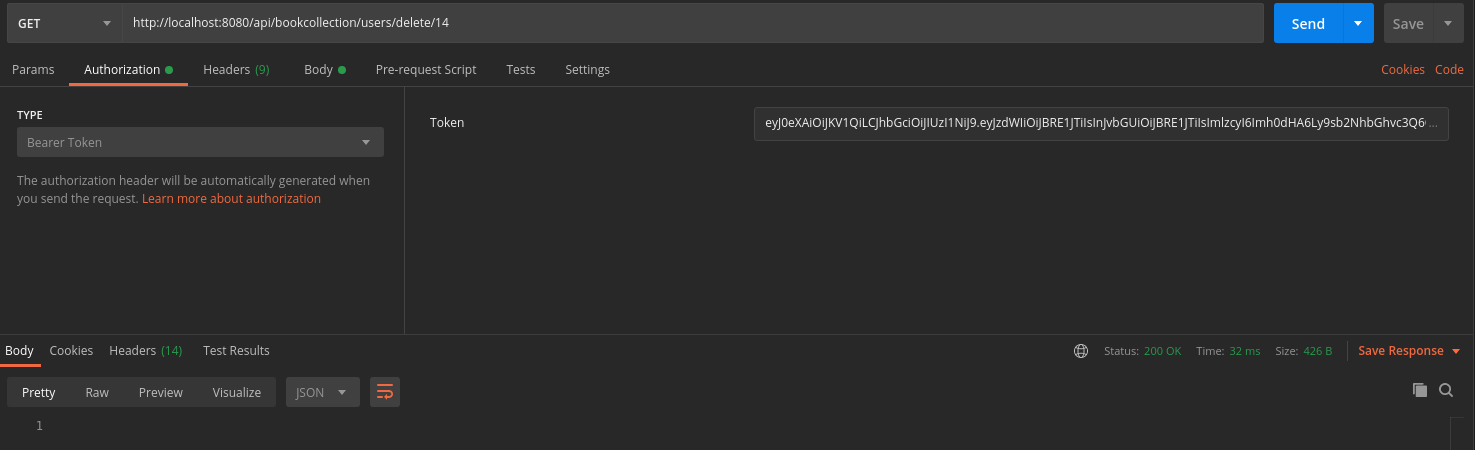 GET http://localhost:8080/api/bookcollection/users/delete/14 Send Save
Params Authorization Headers (9) Body Pre-request Script Tests Settings Cookies Code
TYPE
Bearer Token
The authorization header will be automatically generated when
you send the request. Learn more about authorization
Token eyJ0eXAiOiJKV1QiLCJhbGciOiJIUzI1NiJ9.eyJzdWIiOiJBRE1JTiIsInJvbGUiOiJBRE1JTiIsImlzcyI6Imh0dHA6Ly9sb2NhbGhvc3Q6O...
Body Cookies Headers (14) Test Results Status: 200 OK Time: 32 ms Size: 426 B Save Response
Pretty Raw Preview Visualize JSON
1